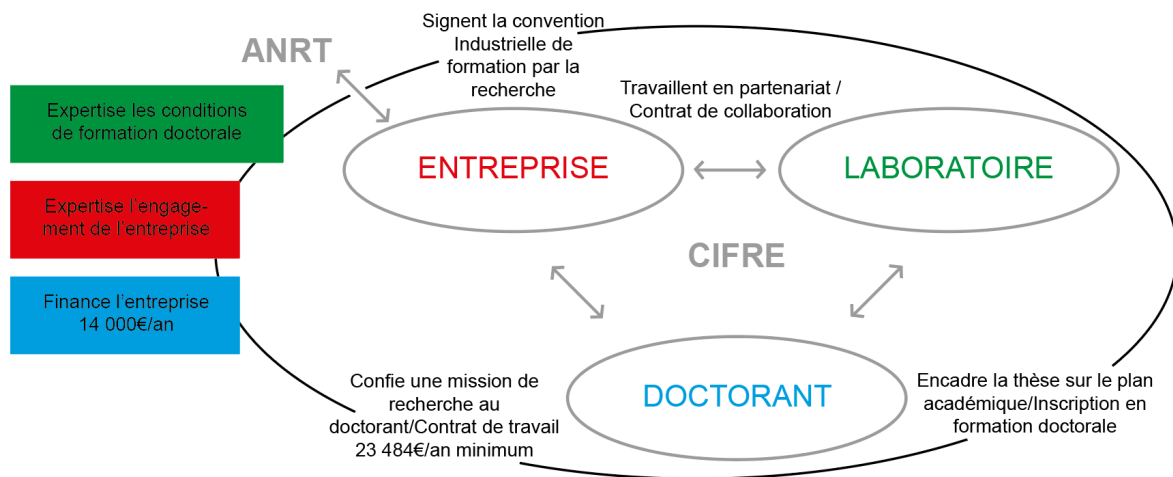 ANRT
Signent la convention
Industrielle de
formation par la
recherche
Travaillent en partenariat /
Contrat de collaboration
Expertise les conditions
de formation doctorale
Expertise l'engage-
ment de l'entreprise
Finance l'entreprise
14 000€/an
ENTREPRISE
LABORATOIRE
CIFRE
DOCTORANT
Confie une mission de
recherche au
doctorant/Contrat de travail
23 484€/an minimum
Encadre la thèse sur le plan
académique/Inscription en
formation doctorale